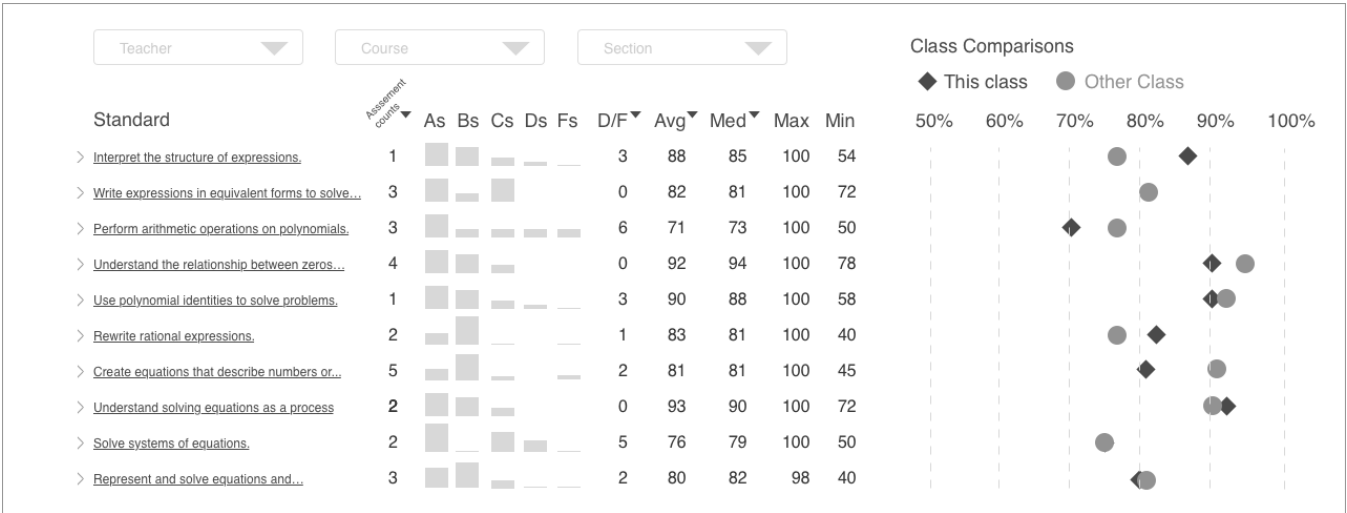 Teacher Course Section
Class Comparisons
This class Other Class
Standard Asssement counts As Bs Cs Ds Fs D/F Avg Med Max Min 50% 60% 70% 80% 90% 100%
Interpret the structure of expressions. 1 3 88 85 100 54
Write expressions in equivalent forms to solve... 3 0 82 81 100 72
Perform arithmetic operations on polynomials. 3 6 71 73 100 50
Understand the relationship between zeros... 4 0 92 94 100 78
Use polynomial identities to solve problems. 1 3 90 88 100 58
Rewrite rational expressions. 2 1 83 81 100 40
Create equations that describe numbers or... 5 2 81 81 100 45
Understand solving equations as a process 2 0 93 90 100 72
Solve systems of equations. 2 5 76 79 100 50
Represent and solve equations and... 3 2 80 82 98 40